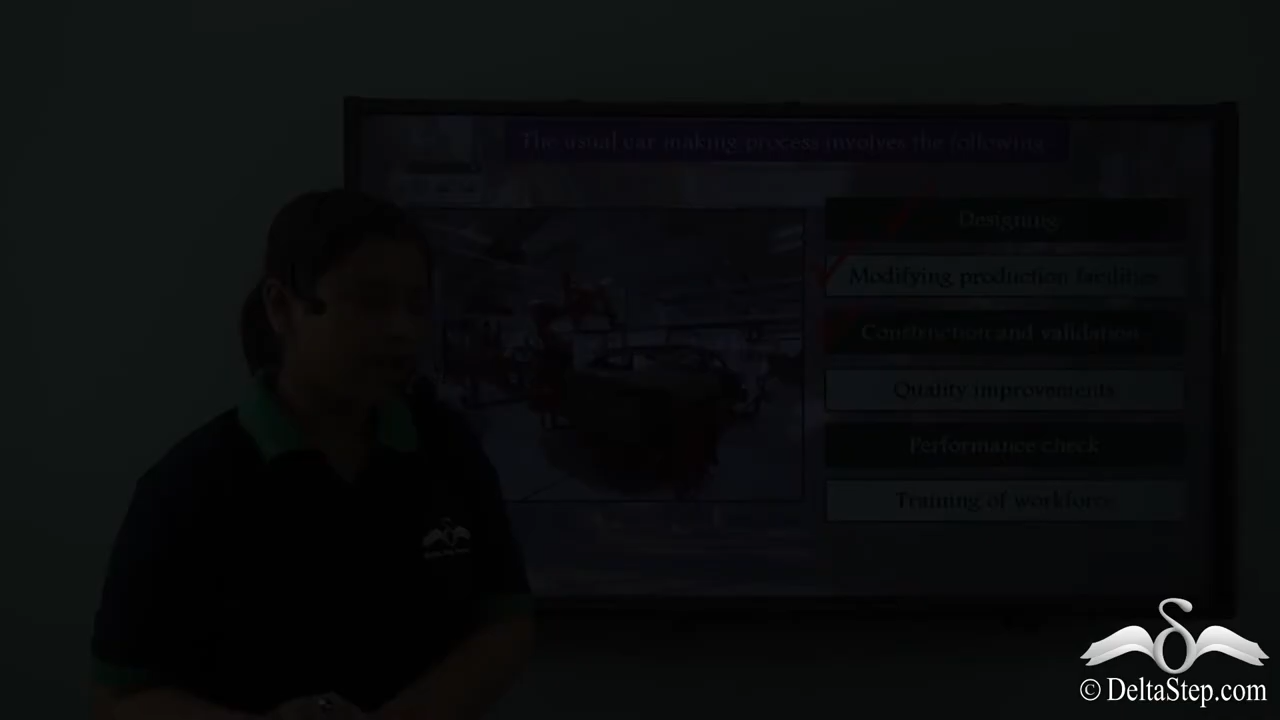 The usual car making process involves the following
Designing
Modifying production facilities
Construction and validation
Quality improvements
Performance check
Training of workforce
© DeltaStep.com